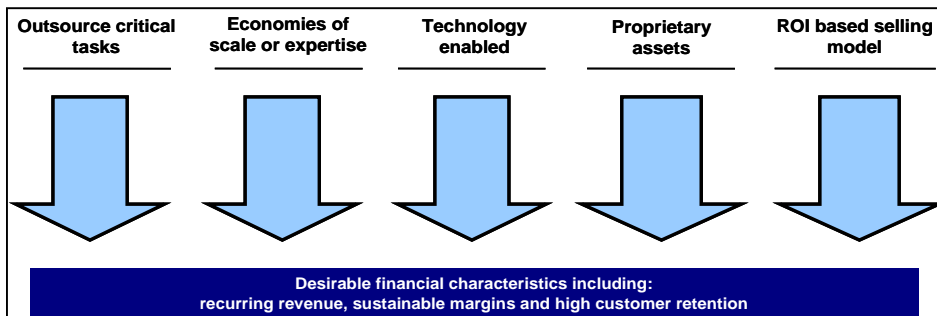 Outsource critical
tasks
Economies of
scale or expertise
Technology
enabled
Proprietary
assets
ROI based selling
model
Desirable financial characteristics including:
recurring revenue, sustainable margins and high customer retention